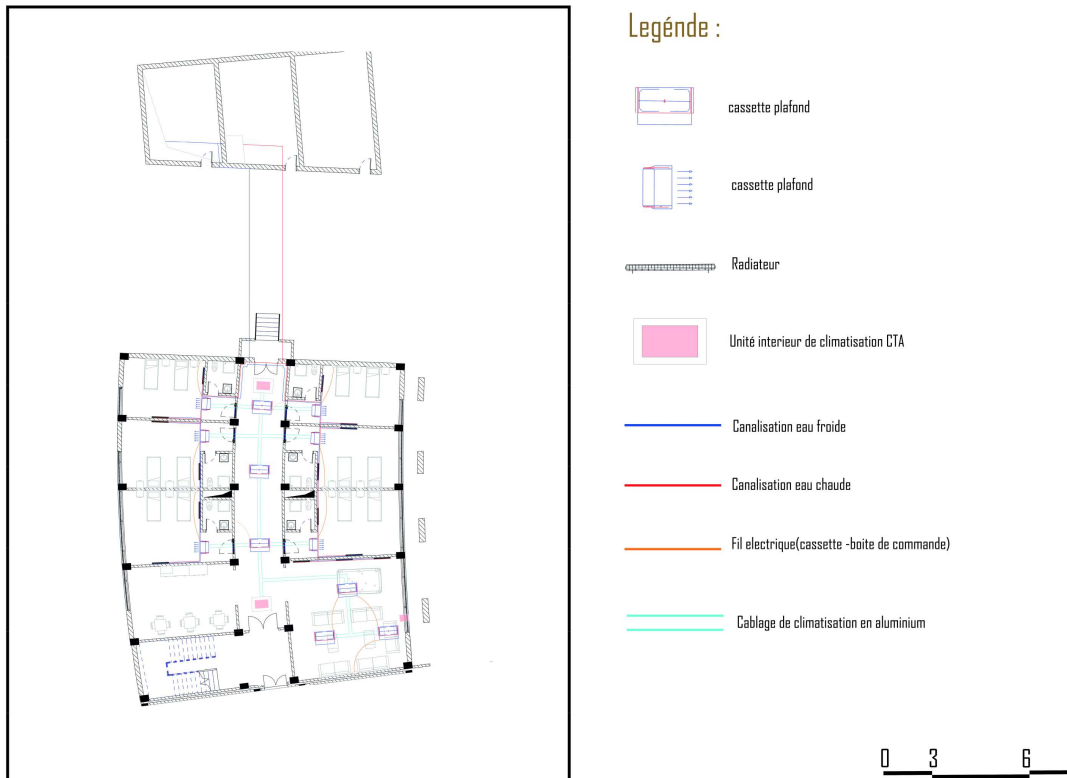 Legénde :
cassette plafond
cassette plafond
Radiateur
Unité interieur de climatisation CTA
Canalisation eau froide
Canalisation eau chaude
Fil electrique(cassette -boite de commande)
Cablage de climatisation en aluminium
0 3 6